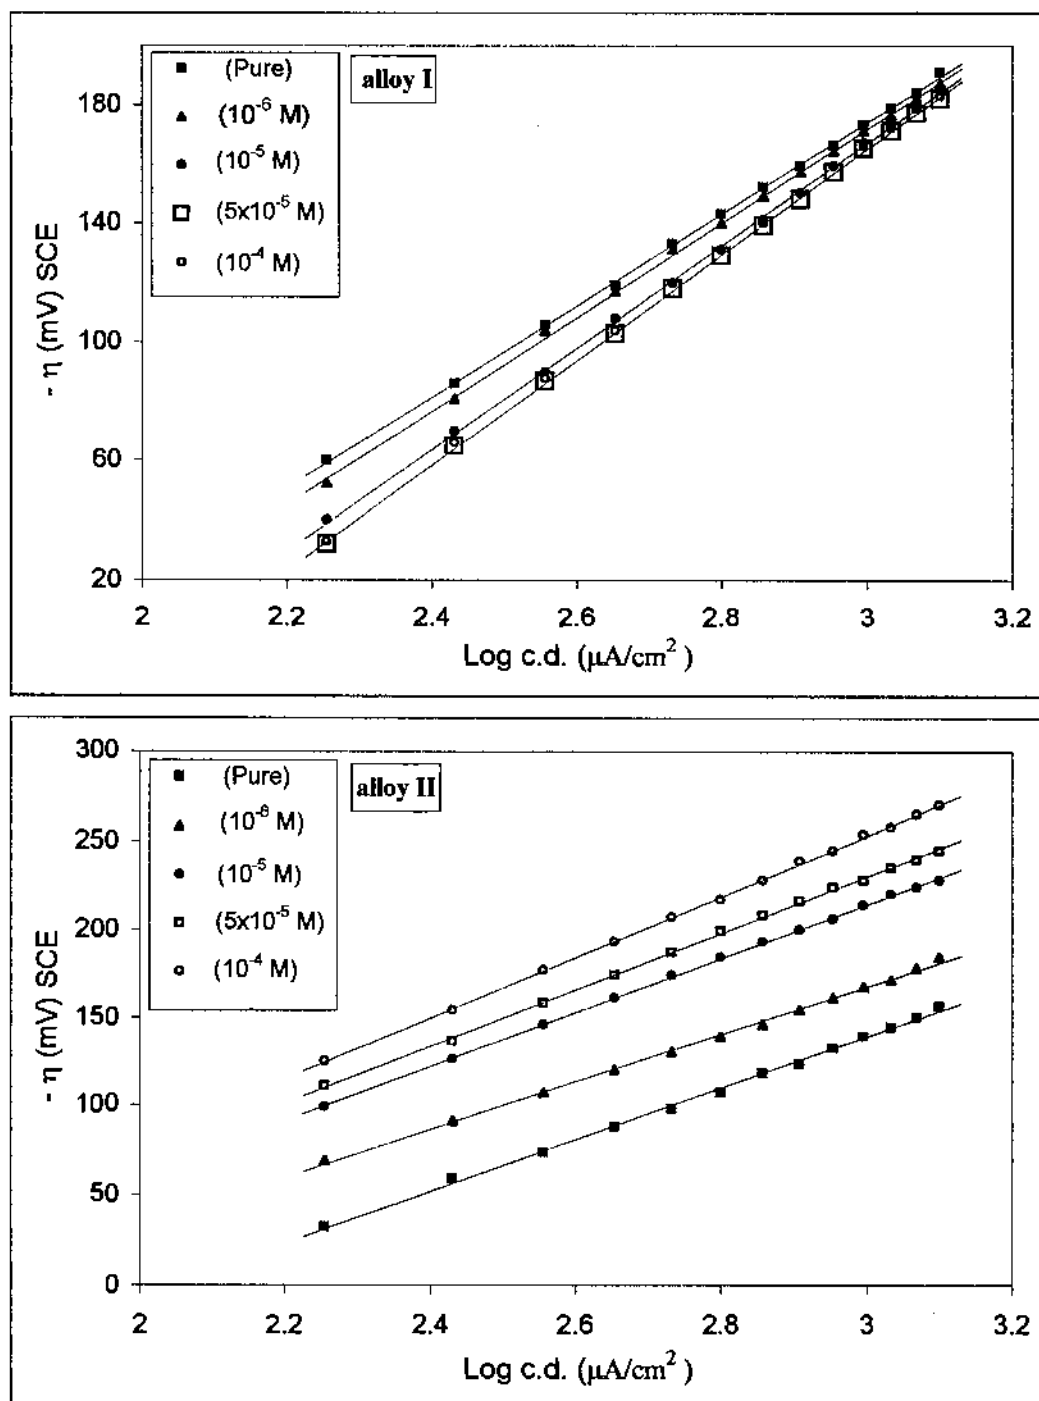 (Pure)
alloy I
(10⁻⁶ M)
(10⁻⁵ M)
(5x10⁻⁵ M)
(10⁻⁴ M)
180
140
100
60
20
- η (mV) SCE
2 2.2 2.4 2.6 2.8 3 3.2
Log c.d. (μA/cm²)
300
(Pure)
alloy II
(10⁻⁶ M)
(10⁻⁵ M)
(5x10⁻⁵ M)
(10⁻⁴ M)
250
200
150
100
50
0
- η (mV) SCE
2 2.2 2.4 2.6 2.8 3 3.2
Log c.d. (μA/cm²)